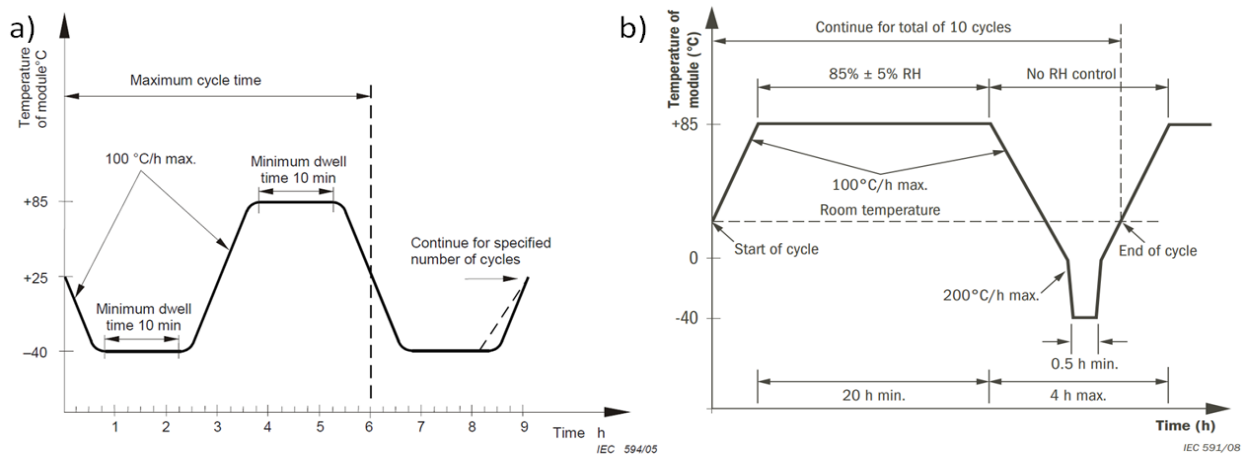 a)
Temperature
of module°C
Maximum cycle time
100 °C/h max.
Minimum dwell
time 10 min
+85
Continue for specified
number of cycles
+25
Minimum dwell
time 10 min
–40
1 2 3 4 5 6 7 8 9
Time h
IEC 594/05
b)
Temperature of
module (°C)
Continue for total of 10 cycles
85% ± 5% RH
No RH control
+85
100°C/h max.
Room temperature
Start of cycle
End of cycle
0
200°C/h max.
-40
0.5 h min.
20 h min.
4 h max.
Time (h)
IEC 591/08